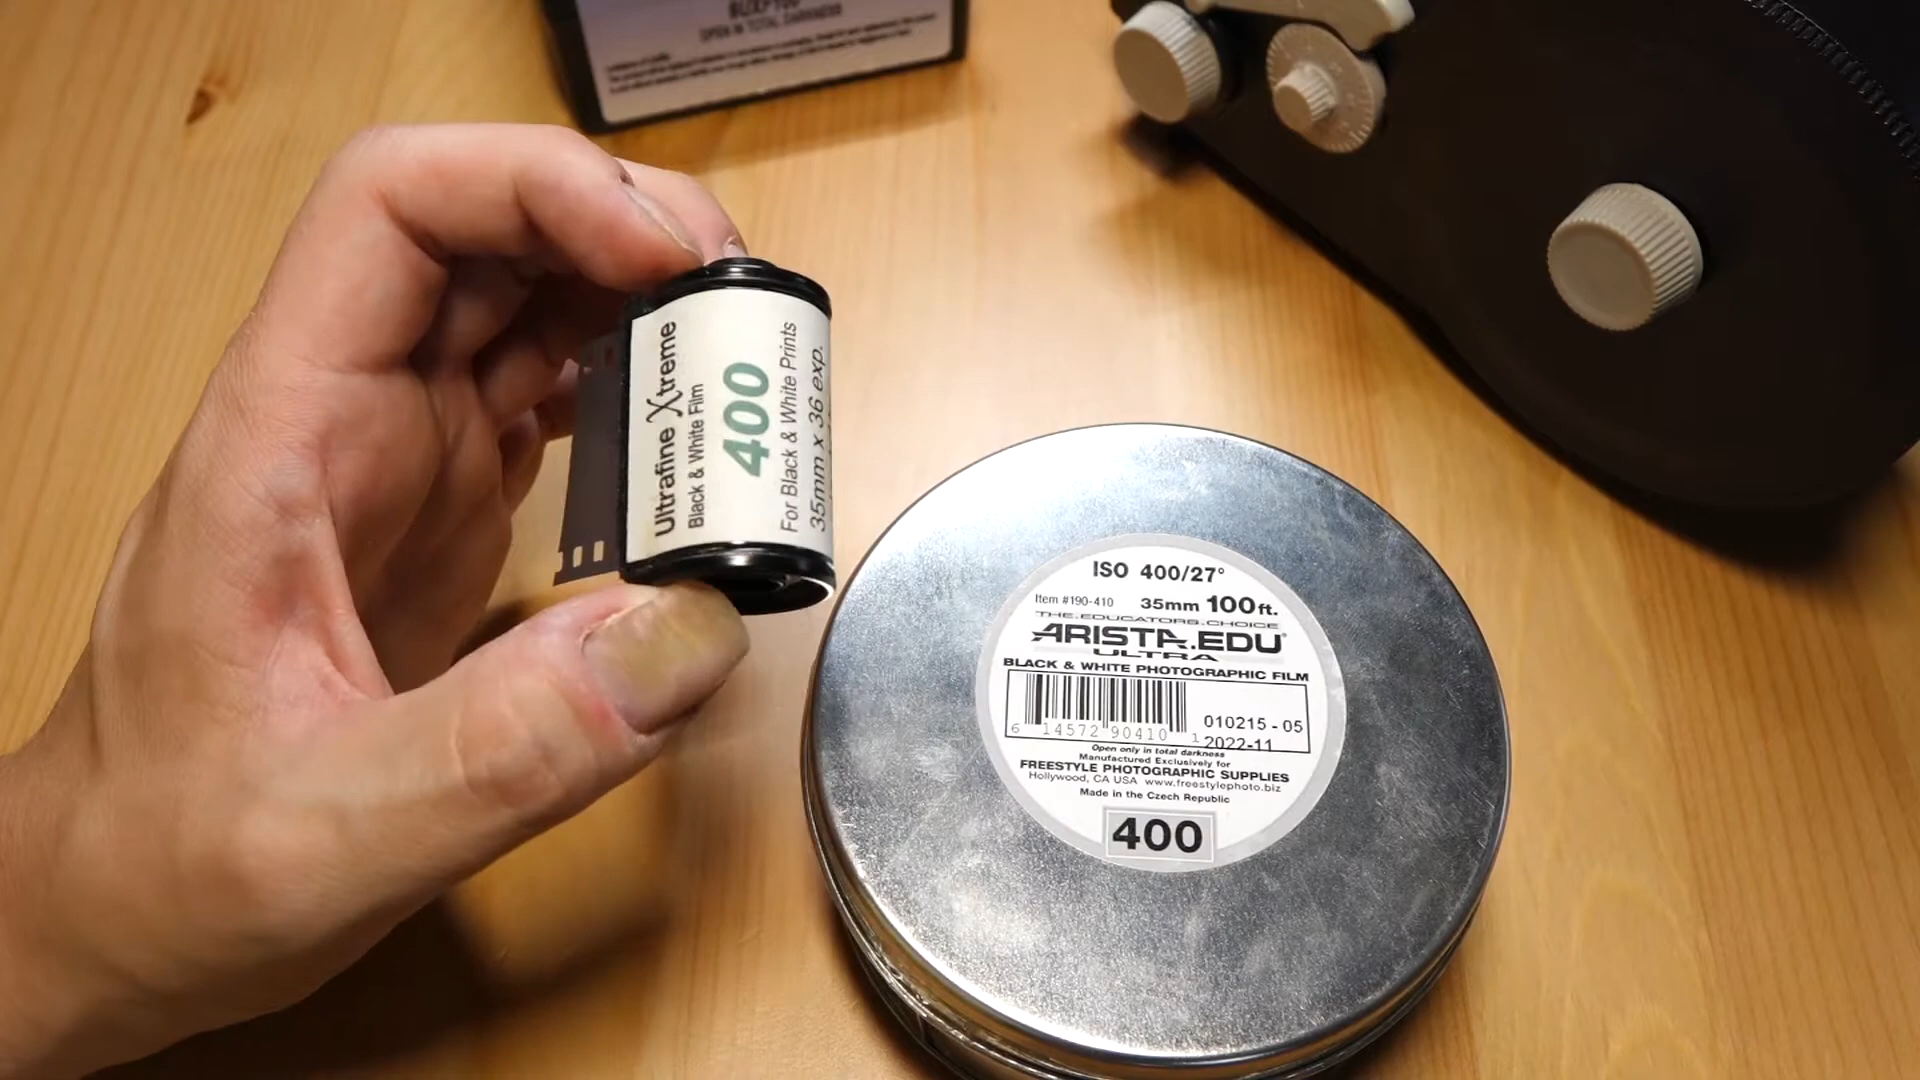 OPEN IN TOTAL DARKNESS
Ultrafine Xtreme
Black & White Film
400
For Black & White Prints
35mm x 36 exp.
ISO 400/27°
Item #190-410 35mm 100ft.
THE.EDUCATORS.CHOICE
ARISTA.EDU®
ULTRA
BLACK & WHITE PHOTOGRAPHIC FILM
6 14572 90410 1
010215 - 05
2022-11
Open only in total darkness
Manufactured Exclusively for
FREESTYLE PHOTOGRAPHIC SUPPLIES
Hollywood, CA USA www.freestylephoto.biz
Made in the Czech Republic
400